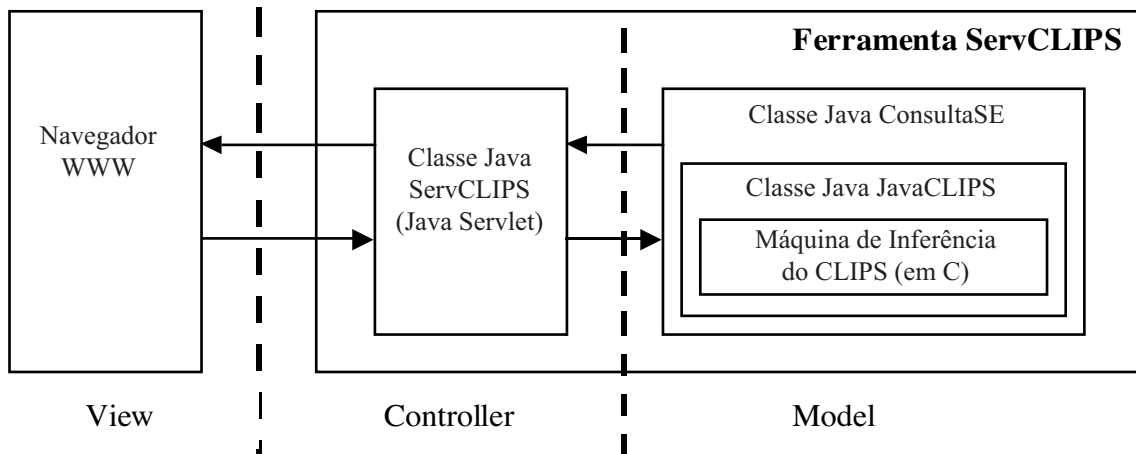 Ferramenta ServCLIPS
Navegador
WWW
Classe Java
ServCLIPS
(Java Servlet)
Classe Java ConsultaSE
Classe Java JavaCLIPS
Máquina de Inferência
do CLIPS (em C)
View
Controller
Model